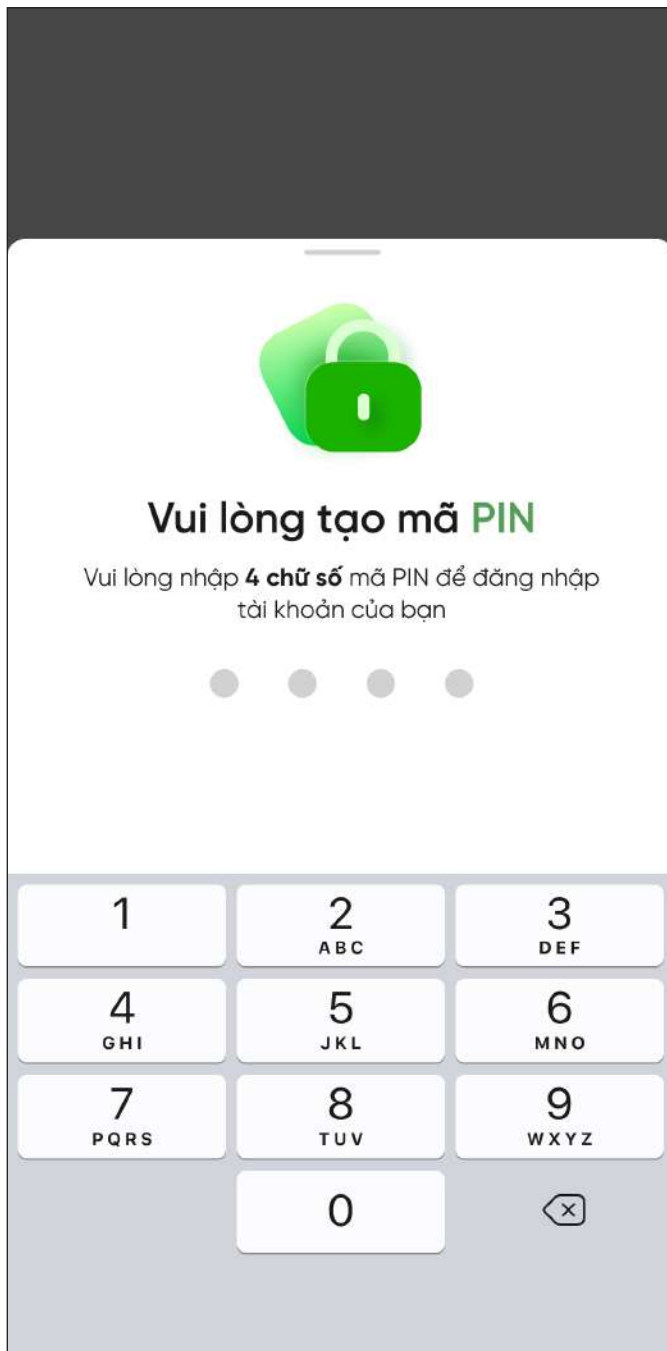 Vui lòng tạo mã PIN
Vui lòng nhập 4 chữ số mã PIN để đăng nhập
tài khoản của bạn
1
2
3
ABC
DEF
4
5
6
GHI
JKL
MNO
7
8
9
PQRS
TUV
WXYZ
0